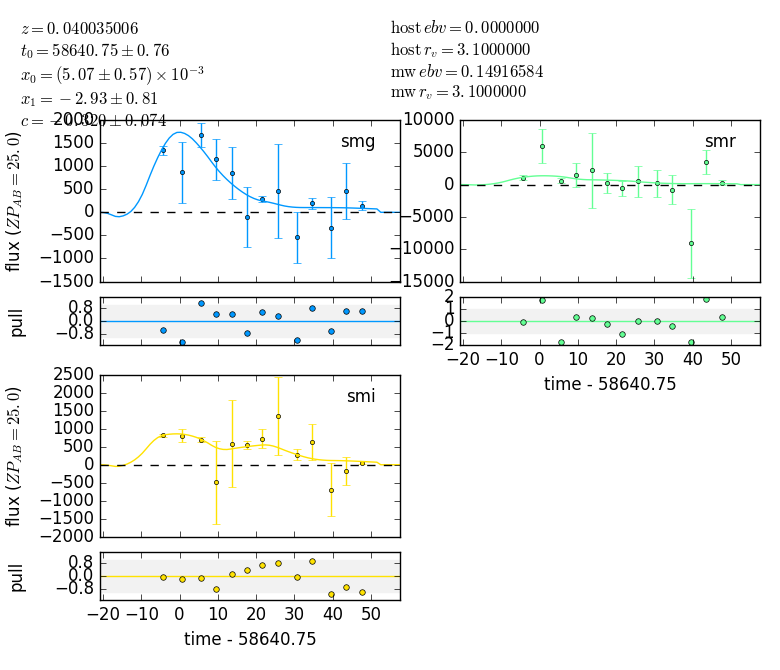 z = 0.040035006
t0 = 58640.75 ± 0.76
x0 = (5.07 ± 0.57) × 10^−3
x1 = −2.93 ± 0.81
c = −0.320 ± 0.074
host ebv = 0.0000000
host r_v = 3.1000000
mw ebv = 0.14916584
mw r_v = 3.1000000
smg
flux (ZP_AB = 25.0)
2000
1500
1000
500
0
−500
−1000
−1500
pull
0.8
0.0
−0.8
smr
10000
5000
0
−5000
−10000
−15000
2
1
0
−1
−2
−20 −10 0 10 20 30 40 50
time - 58640.75
smi
flux (ZP_AB = 25.0)
2500
2000
1500
1000
500
0
−500
−1000
−1500
−2000
pull
0.8
0.0
−0.8
−20 −10 0 10 20 30 40 50
time - 58640.75